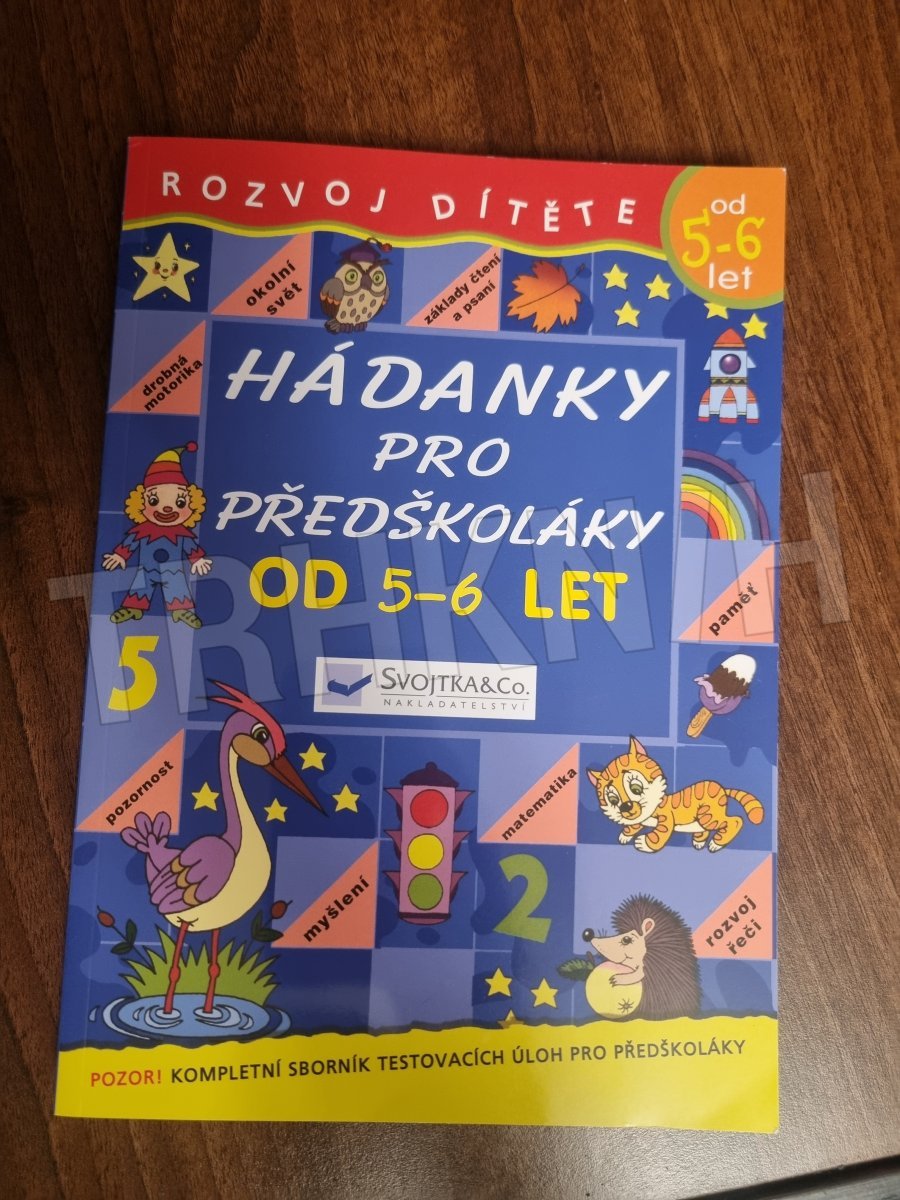 ROZVOJ DÍTĚTE
od
5-6
let
okolní
svět
základy čtení
a psaní
drobná
motorika
HÁDANKY
PRO
PŘEDŠKOLÁKY
OD 5-6 LET
TRHKNIH
paměť
5
SVOJTKA&CO.
NAKLADATELSTVÍ
pozornost
matematika
myšlení
2
rozvoj
řeči
POZOR! KOMPLETNÍ SBORNÍK TESTOVACÍCH ÚLOH PRO PŘEDŠKOLÁKY